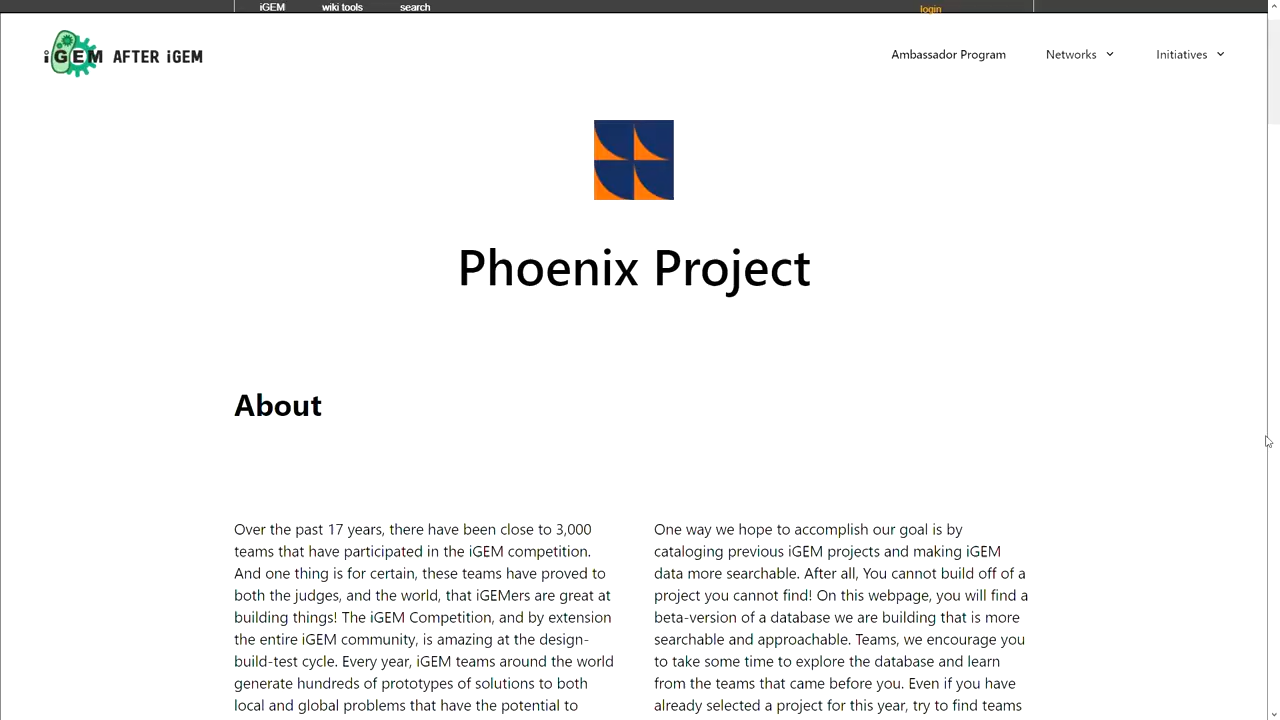 iGEM wiki tools search login
iGEM AFTER iGEM
Ambassador Program Networks Initiatives
Phoenix Project
About
Over the past 17 years, there have been close to 3,000
teams that have participated in the iGEM competition.
And one thing is for certain, these teams have proved to
both the judges, and the world, that iGEMers are great at
building things! The iGEM Competition, and by extension
the entire iGEM community, is amazing at the design-
build-test cycle. Every year, iGEM teams around the world
generate hundreds of prototypes of solutions to both
local and global problems that have the potential to
One way we hope to accomplish our goal is by
cataloging previous iGEM projects and making iGEM
data more searchable. After all, You cannot build off of a
project you cannot find! On this webpage, you will find a
beta-version of a database we are building that is more
searchable and approachable. Teams, we encourage you
to take some time to explore the database and learn
from the teams that came before you. Even if you have
already selected a project for this year, try to find teams